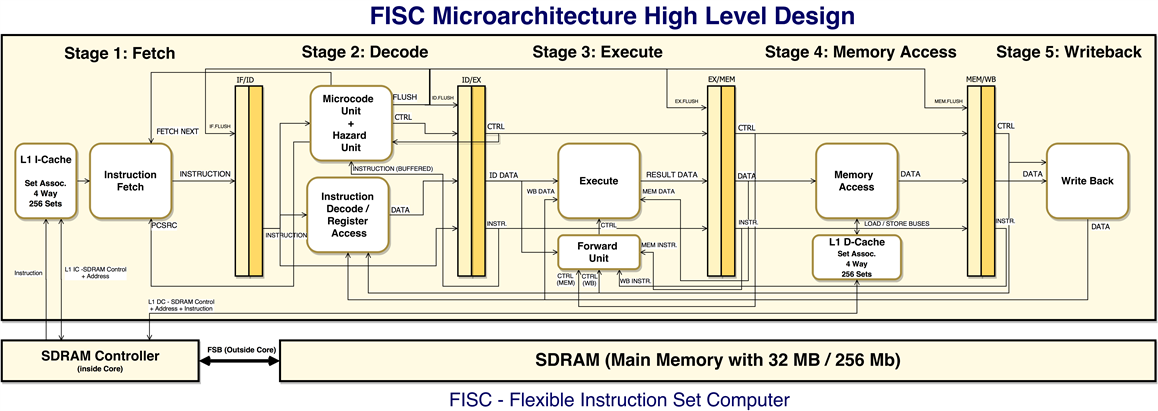 FISC Microarchitecture High Level Design
Stage 1: Fetch
Stage 2: Decode
Stage 3: Execute
Stage 4: Memory Access
Stage 5: Writeback
IF/ID
ID/EX
EX/MEM
MEM/WB
Microcode
Unit
+
Hazard
Unit
FLUSH
ID.FLUSH
IF.FLUSH
EX.FLUSH
MEM.FLUSH
CTRL
CTRL
CTRL
CTRL
FETCH NEXT
L1 I-Cache
Set Assoc.
4 Way
256 Sets
Instruction
Fetch
INSTRUCTION
INSTRUCTION (BUFFERED)
Instruction
Decode /
Register
Access
DATA
ID DATA
Execute
RESULT DATA
WB DATA
MEM DATA
DATA
Memory
Access
DATA
DATA
Write Back
PCSRC
INSTRUCTION
INSTR.
CTRL
INSTR.
LOAD / STORE BUSES
INSTR.
DATA
Forward
Unit
MEM INSTR.
L1 D-Cache
Set Assoc.
4 Way
256 Sets
Instruction
L1 IC -SDRAM Control
+ Address
CTRL
(MEM)
CTRL
(WB)
WB INSTR.
L1 DC - SDRAM Control
+ Address + Instruction
SDRAM Controller
(inside Core)
FSB (Outside Core)
SDRAM (Main Memory with 32 MB / 256 Mb)
FISC - Flexible Instruction Set Computer